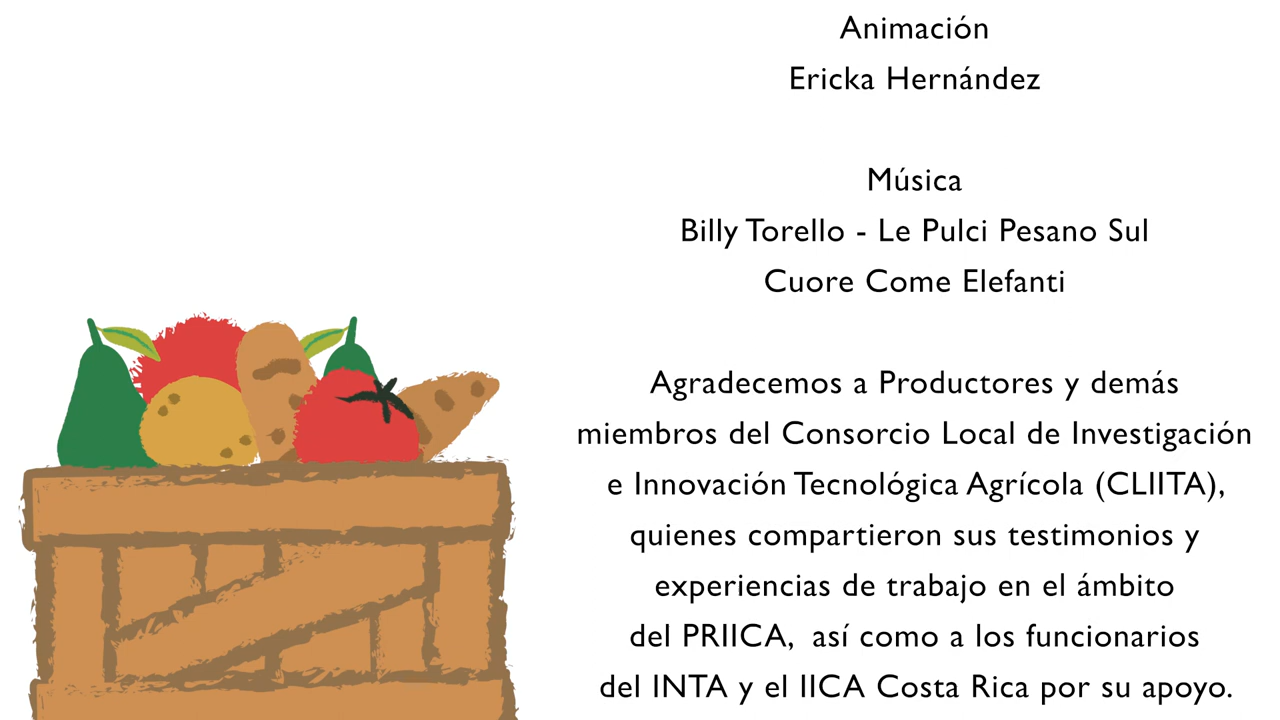 Animación
Ericka Hernández
Música
Billy Torello - Le Pulci Pesano Sul
Cuore Come Elefanti
Agradecemos a Productores y demás
miembros del Consorcio Local de Investigación
e Innovación Tecnológica Agrícola (CLIITA),
quienes compartieron sus testimonios y
experiencias de trabajo en el ámbito
del PRIICA, así como a los funcionarios
del INTA y el IICA Costa Rica por su apoyo.